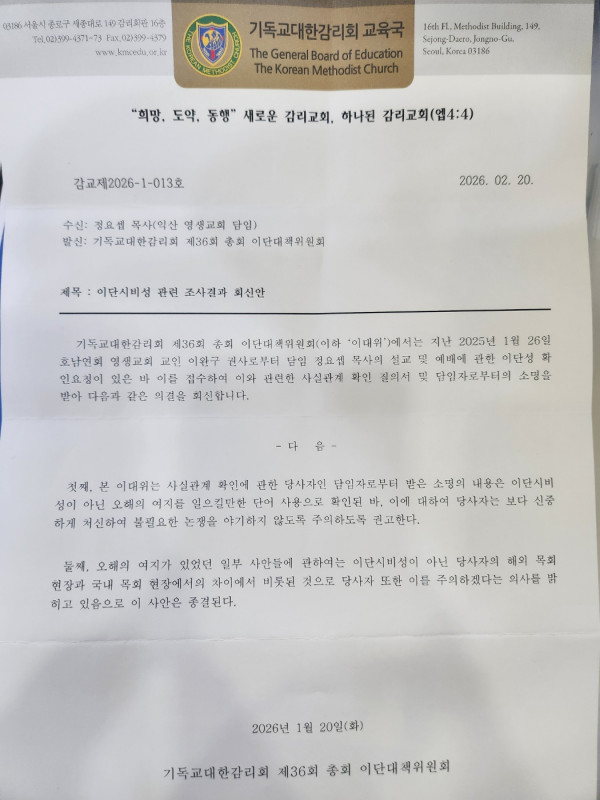 03186 서울시 종로구 세종대로 149 감리회관 16층
Tel. 02)399-4371~73 Fax. 02)399-4379
www.kmcedu.or.kr
THE KOREAN METHODIST CHURCH
기독교대한감리회 교육국
The General Board of Education
The Korean Methodist Church
16th Fl., Methodist Building, 149,
Sejong-Daero, Jongno-Gu,
Seoul, Korea 03186
“희망, 도약, 동행” 새로운 감리교회, 하나된 감리교회(엡4:4)
감교제2026-1-013호
2026. 02. 20.
수신: 경요셉 목사(익산 영생교회 담임)
발신: 기독교대한감리회 제36회 총회 이단대책위원회
제목 : 이단시비성 관련 조사결과 회신안
기독교대한감리회 제36회 총회 이단대책위원회(이하 ‘이대위’)에서는 지난 2025년 1월 26일
호남연회 영생교회 교인 이완구 권사로부터 담임 경요셉 목사의 설교 및 예배에 관한 이단성 확
인요청이 있은 바 이를 접수하여 이와 관련한 사실관계 확인 질의서 및 담임자로부터의 소명을
받아 다음과 같은 의결을 회신합니다.
- 다 음 -
첫째, 본 이대위는 사실관계 확인에 관한 당사자인 담임자로부터 받은 소명의 내용은 이단시비
성이 아닌 오해의 여지를 일으킬만한 단어 사용으로 확인된 바, 이에 대하여 당사자는 보다 신중
하게 처신하여 불필요한 논쟁을 야기하지 않도록 주의하도록 권고한다.
둘째, 오해의 여지가 있었던 일부 사안들에 관하여는 이단시비성이 아닌 당사자의 해외 목회
현장과 국내 목회 현장에서의 차이에서 비롯된 것으로 당사자 또한 이를 주의하겠다는 의사를 밝
히고 있음으로 이 사안은 종결된다.
2026년 1월 20일(화)
기독교대한감리회 제36회 총회 이단대책위원회